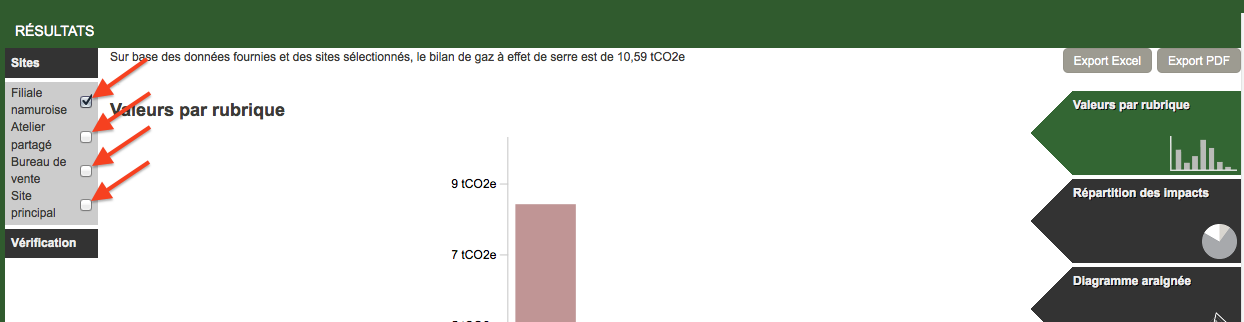 RÉSULTATS
Sites
Sur base des données fournies et des sites sélectionnés, le bilan de gaz à effet de serre est de 10,59 tCO2e
Export Excel
Export PDF
Filiale
namuroise
Atelier
partagé
Bureau de
vente
Site
principal
Vérification
Valeurs par rubrique
9 tCO2e
7 tCO2e
Valeurs par rubrique
Répartition des impacts
Diagramme araignée